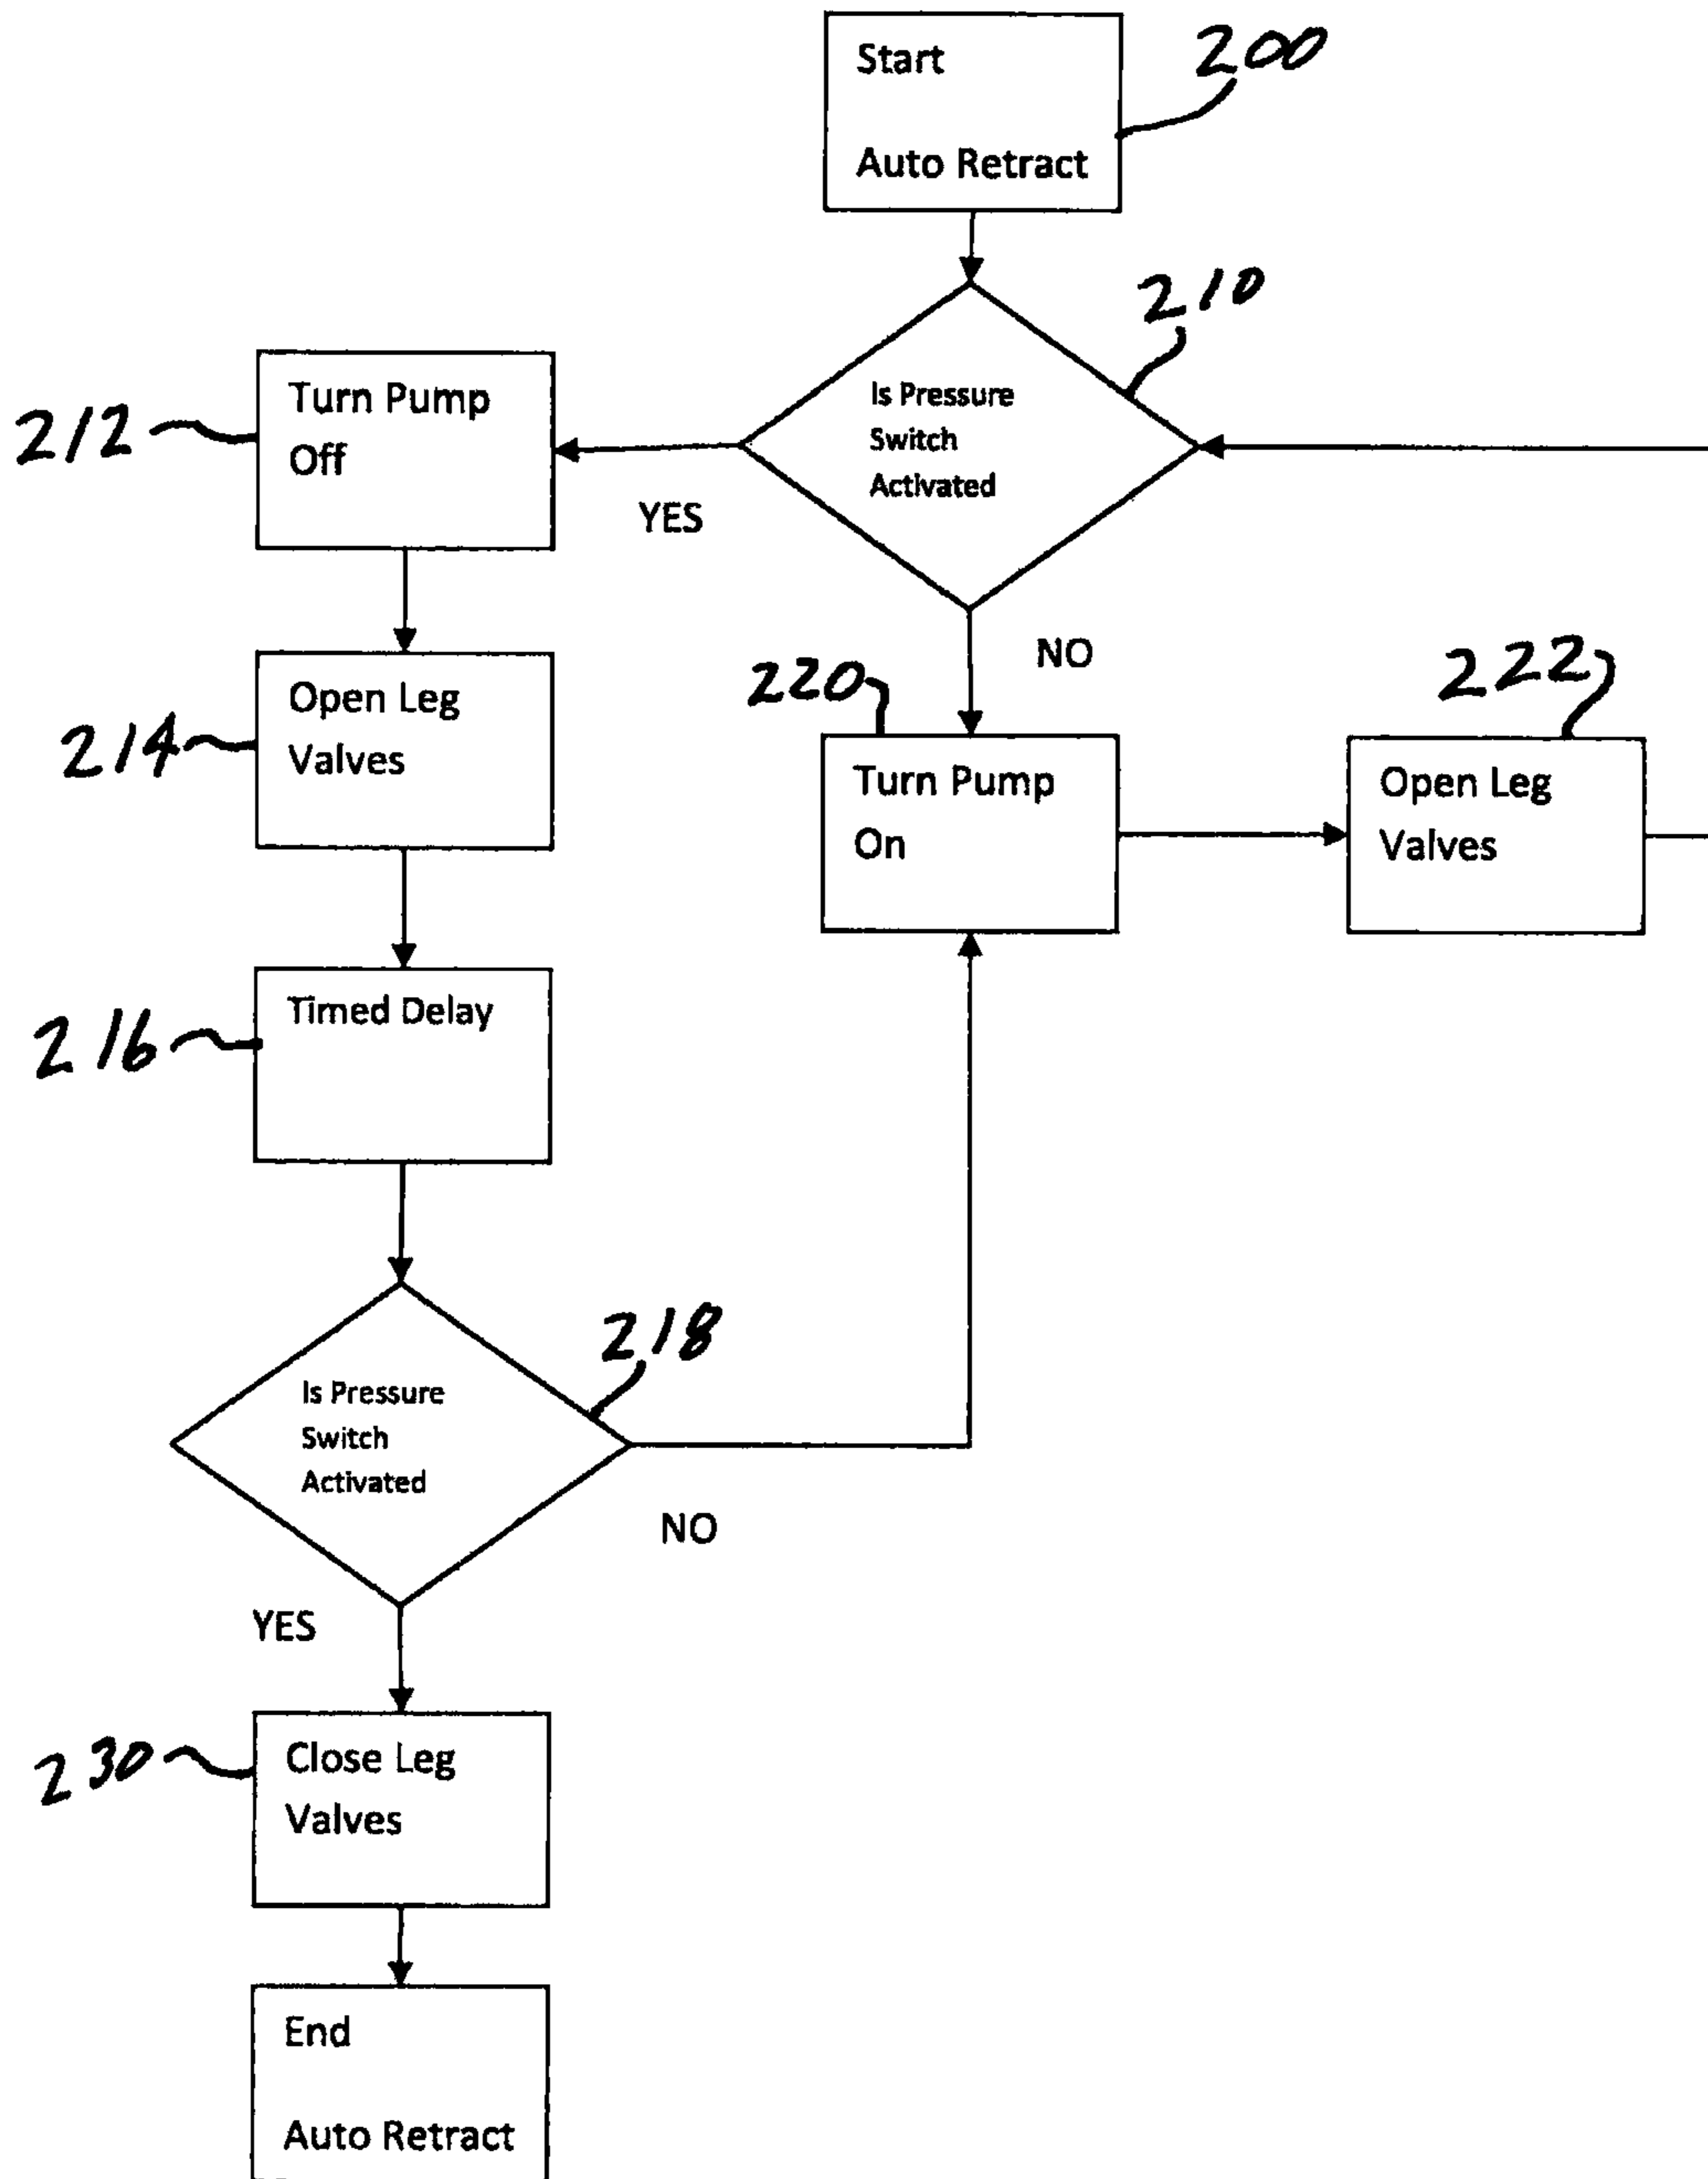 Start
Auto Retract
200
210
Is Pressure
Switch
Activated
212
Turn Pump
Off
YES
NO
214
Open Leg
Valves
220
Turn Pump
On
222
Open Leg
Valves
216
Timed Delay
218
Is Pressure
Switch
Activated
NO
YES
230
Close Leg
Valves
End
Auto Retract